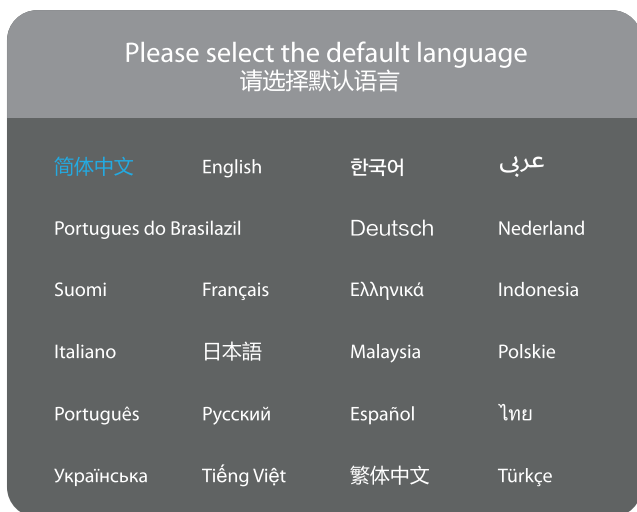 Please select the default language
请选择默认语言
简体中文 English 한국어 عربى
Portugues do Brasilazil Deutsch Nederland
Suomi Français Ελληνικά Indonesia
Italiano 日本語 Malaysia Polskie
Português Русский Español ไทย
Українська Tiếng Việt 繁体中文 Türkçe